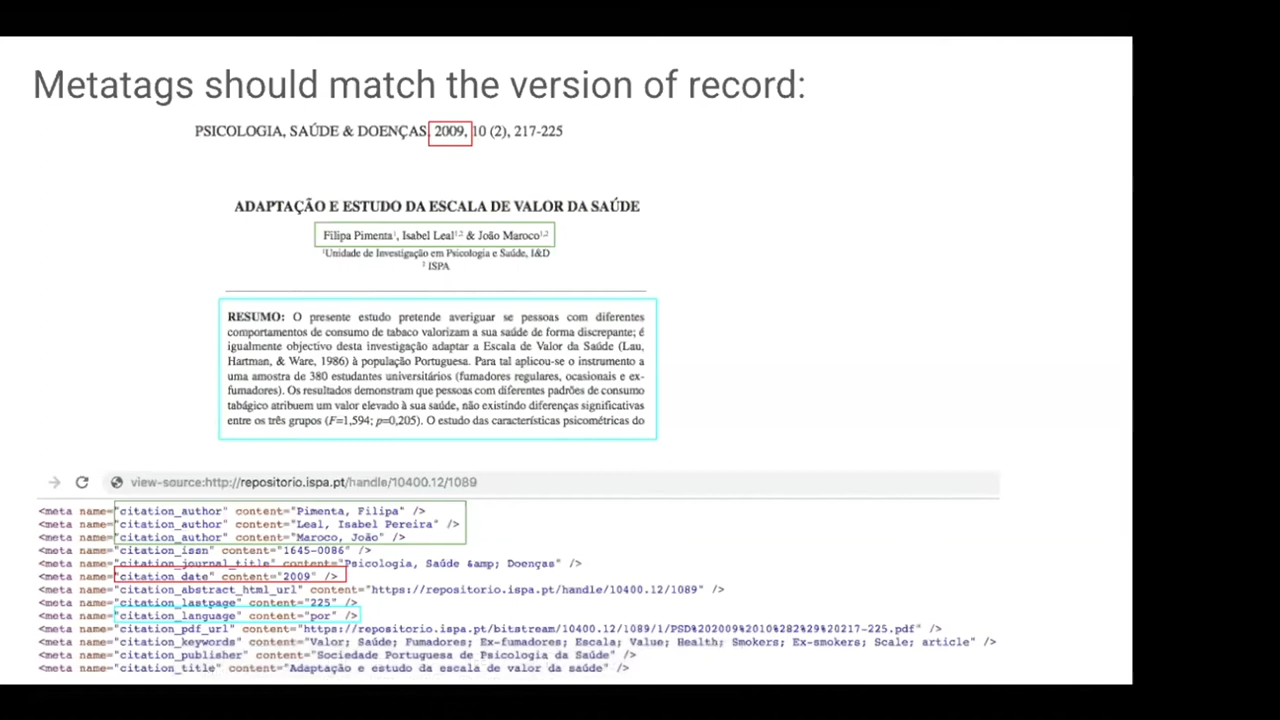 Metatags should match the version of record:
PSICOLOGIA, SAÚDE & DOENÇAS, 2009, 10 (2), 217-225
ADAPTAÇÃO E ESTUDO DA ESCALA DE VALOR DA SAÚDE
Filipa Pimenta¹, Isabel Leal¹,² & João Maroco¹,²
¹Unidade de Investigação em Psicologia e Saúde, I&D
² ISPA
RESUMO: O presente estudo pretende averiguar se pessoas com diferentes
comportamentos de consumo de tabaco valorizam a sua saúde de forma discrepante; é
igualmente objectivo desta investigação adaptar a Escala de Valor da Saúde (Lau,
Hartman, & Ware, 1986) à população Portuguesa. Para tal aplicou-se o instrumento a
uma amostra de 380 estudantes universitários (fumadores regulares, ocasionais e ex-
fumadores). Os resultados demonstram que pessoas com diferentes padrões de consumo
tabágico atribuem um valor elevado à sua saúde, não existindo diferenças significativas
entre os três grupos (F=1,594; p=0,205). O estudo das características psicométricas do
view-source:http://repositorio.ispa.pt/handle/10400.12/1089
<meta name="citation_author" content="Pimenta, Filipa" />
<meta name="citation_author" content="Leal, Isabel Pereira" />
<meta name="citation_author" content="Maroco, João" />
<meta name="citation_issn" content="1645-0086" />
<meta name="citation_journal_title" content="Psicologia, Saúde &amp; Doenças" />
<meta name="citation_date" content="2009" />
<meta name="citation_abstract_html_url" content="https://repositorio.ispa.pt/handle/10400.12/1089" />
<meta name="citation_lastpage" content="225" />
<meta name="citation_language" content="por" />
<meta name="citation_pdf_url" content="https://repositorio.ispa.pt/bitstream/10400.12/1089/1/PSD%202009%2010%282%29%20217-225.pdf" />
<meta name="citation_keywords" content="Valor; Saúde; Fumadores; Ex-fumadores; Escala; Value; Health; Smokers; Ex-smokers; Scale; article" />
<meta name="citation_publisher" content="Sociedade Portuguesa de Psicologia da Saúde" />
<meta name="citation_title" content="Adaptação e estudo da escala de valor da saúde" />